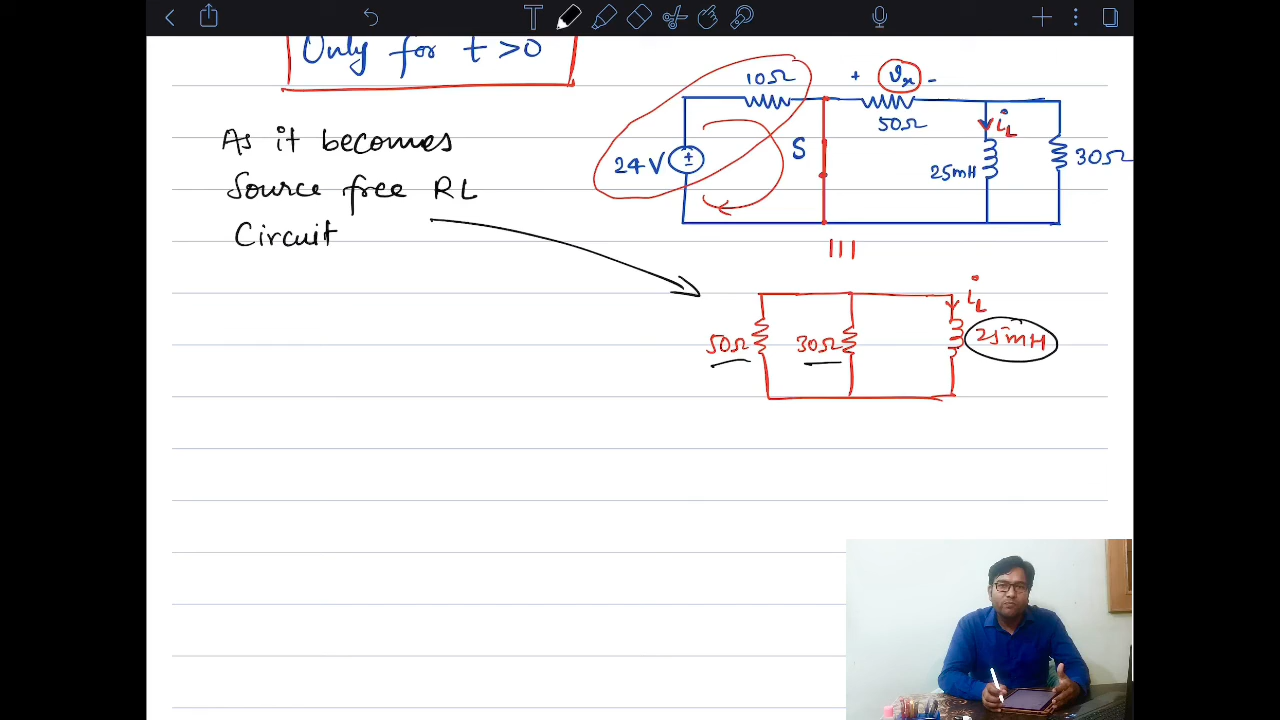 Only for t >0
As it becomes
Source free RL
Circuit
10Ω
+ vx -
50Ω
24V
+
-
S
iL
25mH
30Ω
iL
50Ω
30Ω
25mH